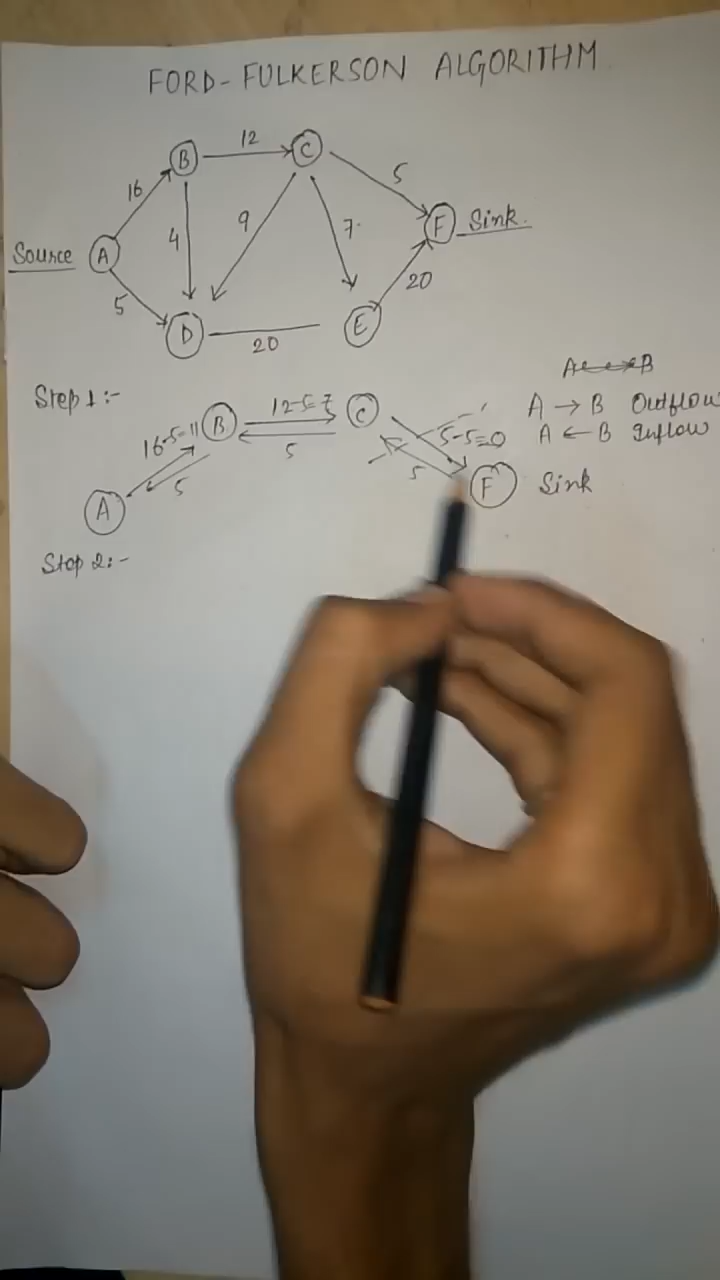 FORD-FULKERSON ALGORITHM
12
B
C
16
5
4
9
7
F Sink
Source A
20
5
D
E
20
Step 1:-
A B
12-5=7
A → B Outflow
16-5=11 B
C
5-5=0
A ← B Inflow
5
5
5
A
F Sink
Step 2:-